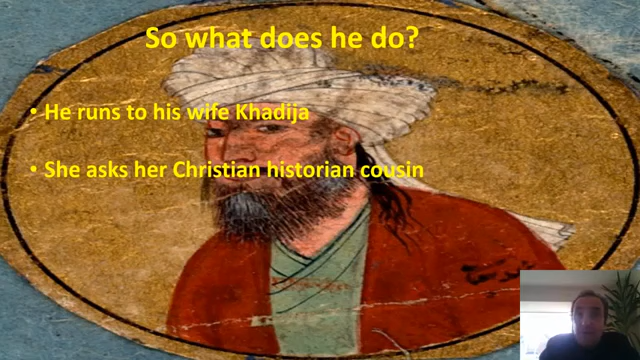 So what does he do?
• He runs to his wife Khadija
• She asks her Christian historian cousin